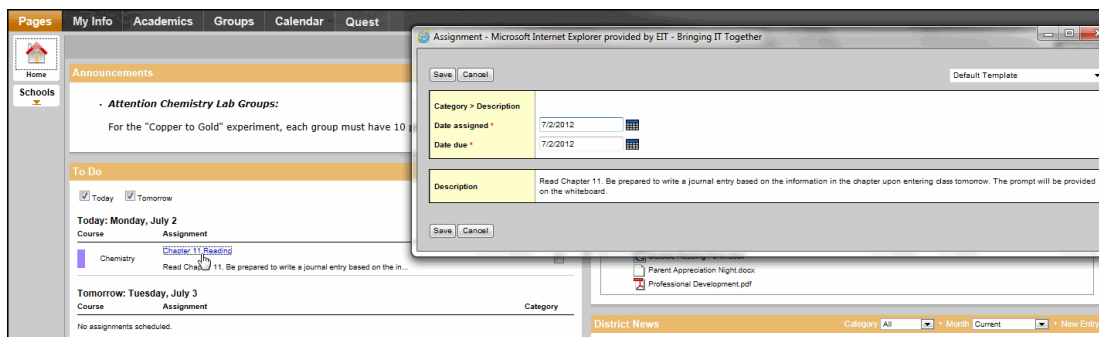 Pages My Info Academics Groups Calendar Quest
Home
Schools
Announcements
· Attention Chemistry Lab Groups:
For the "Copper to Gold" experiment, each group must have 10
To Do
Today Tomorrow
Today: Monday, July 2
Course Assignment
Chemistry Chapter 11 Reading
Read Chapter 11. Be prepared to write a journal entry based on the in...
Tomorrow: Tuesday, July 3
Course Assignment Category
No assignments scheduled.
Assignment - Microsoft Internet Explorer provided by EIT - Bringing IT Together
Save Cancel Default Template
Category > Description
Date assigned * 7/2/2012
Date due * 7/2/2012
Description Read Chapter 11. Be prepared to write a journal entry based on the information in the chapter upon entering class tomorrow. The prompt will be provided
on the whiteboard.
Save Cancel
Parent Appreciation Night.docx
Professional Development.pdf
District News Category All • Month Current • New Entry